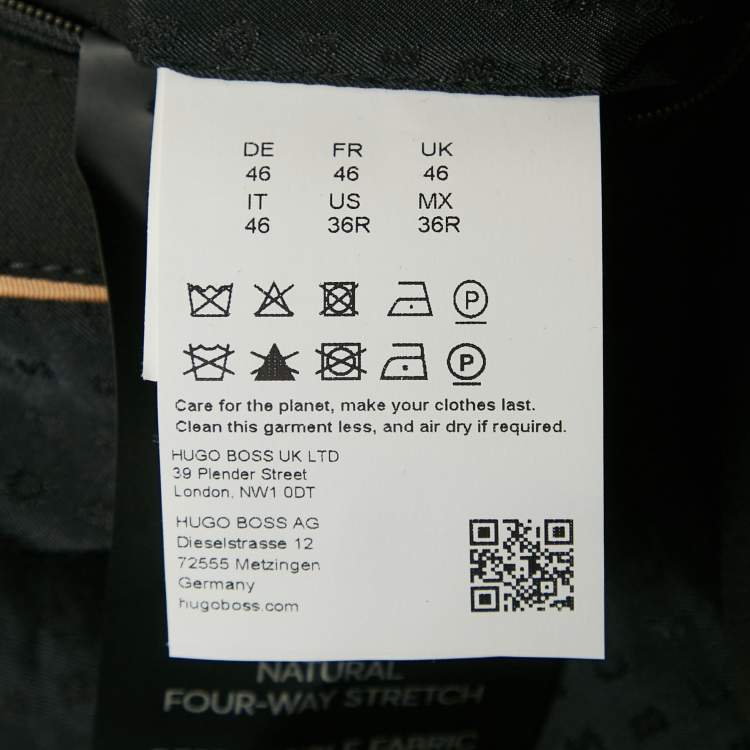 DE FR UK
46 46 46
IT US MX
46 36R 36R
P
P
Care for the planet, make your clothes last.
Clean this garment less, and air dry if required.
HUGO BOSS UK LTD
39 Plender Street
London, NW1 0DT
HUGO BOSS AG
Dieselstrasse 12
72555 Metzingen
Germany
hugoboss.com
NATURAL
FOUR-WAY STRETCH
FABRIC